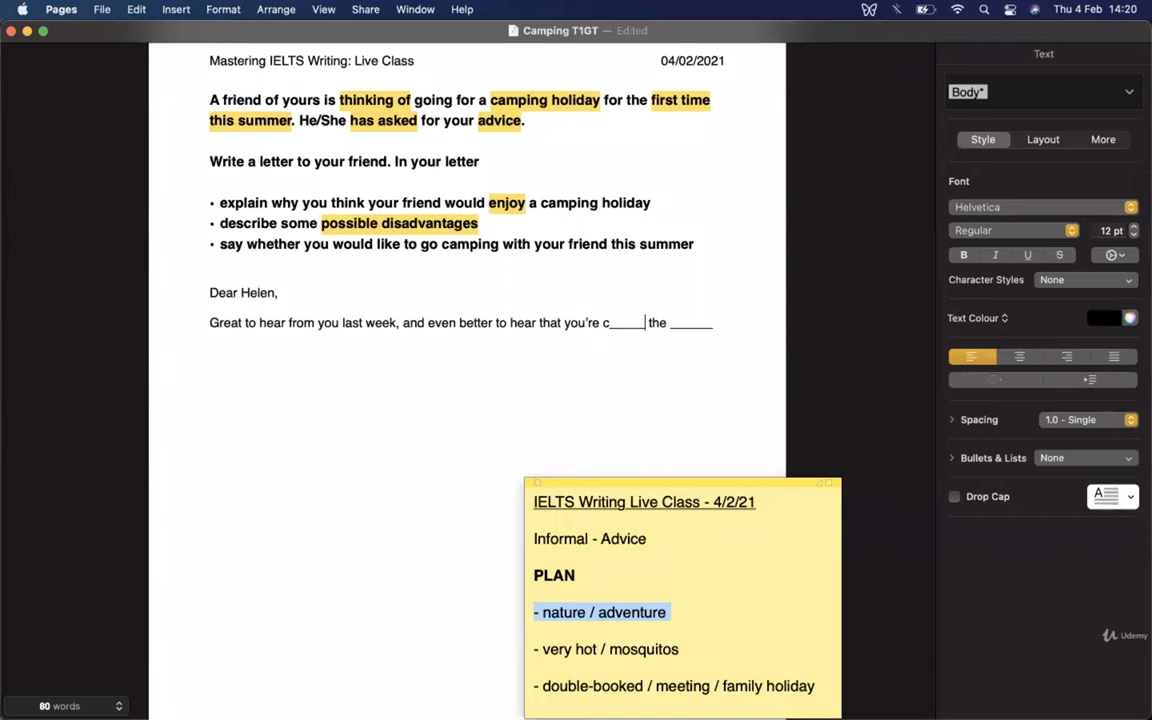 Pages File Edit Insert Format Arrange View Share Window Help Thu 4 Feb 14:20
Camping T1GT — Edited
Mastering IELTS Writing: Live Class 04/02/2021
A friend of yours is thinking of going for a camping holiday for the first time
this summer. He/She has asked for your advice.
Write a letter to your friend. In your letter
• explain why you think your friend would enjoy a camping holiday
• describe some possible disadvantages
• say whether you would like to go camping with your friend this summer
Dear Helen,
Great to hear from you last week, and even better to hear that you’re c_____ the ______
IELTS Writing Live Class - 4/2/21
Informal - Advice
PLAN
- nature / adventure
- very hot / mosquitos
- double-booked / meeting / family holiday
80 words
Text
Body*
Style Layout More
Font
Helvetica
Regular 12 pt
B I U S
Character Styles None
Text Colour
Spacing 1.0 - Single
Bullets & Lists None
Drop Cap A
Udemy